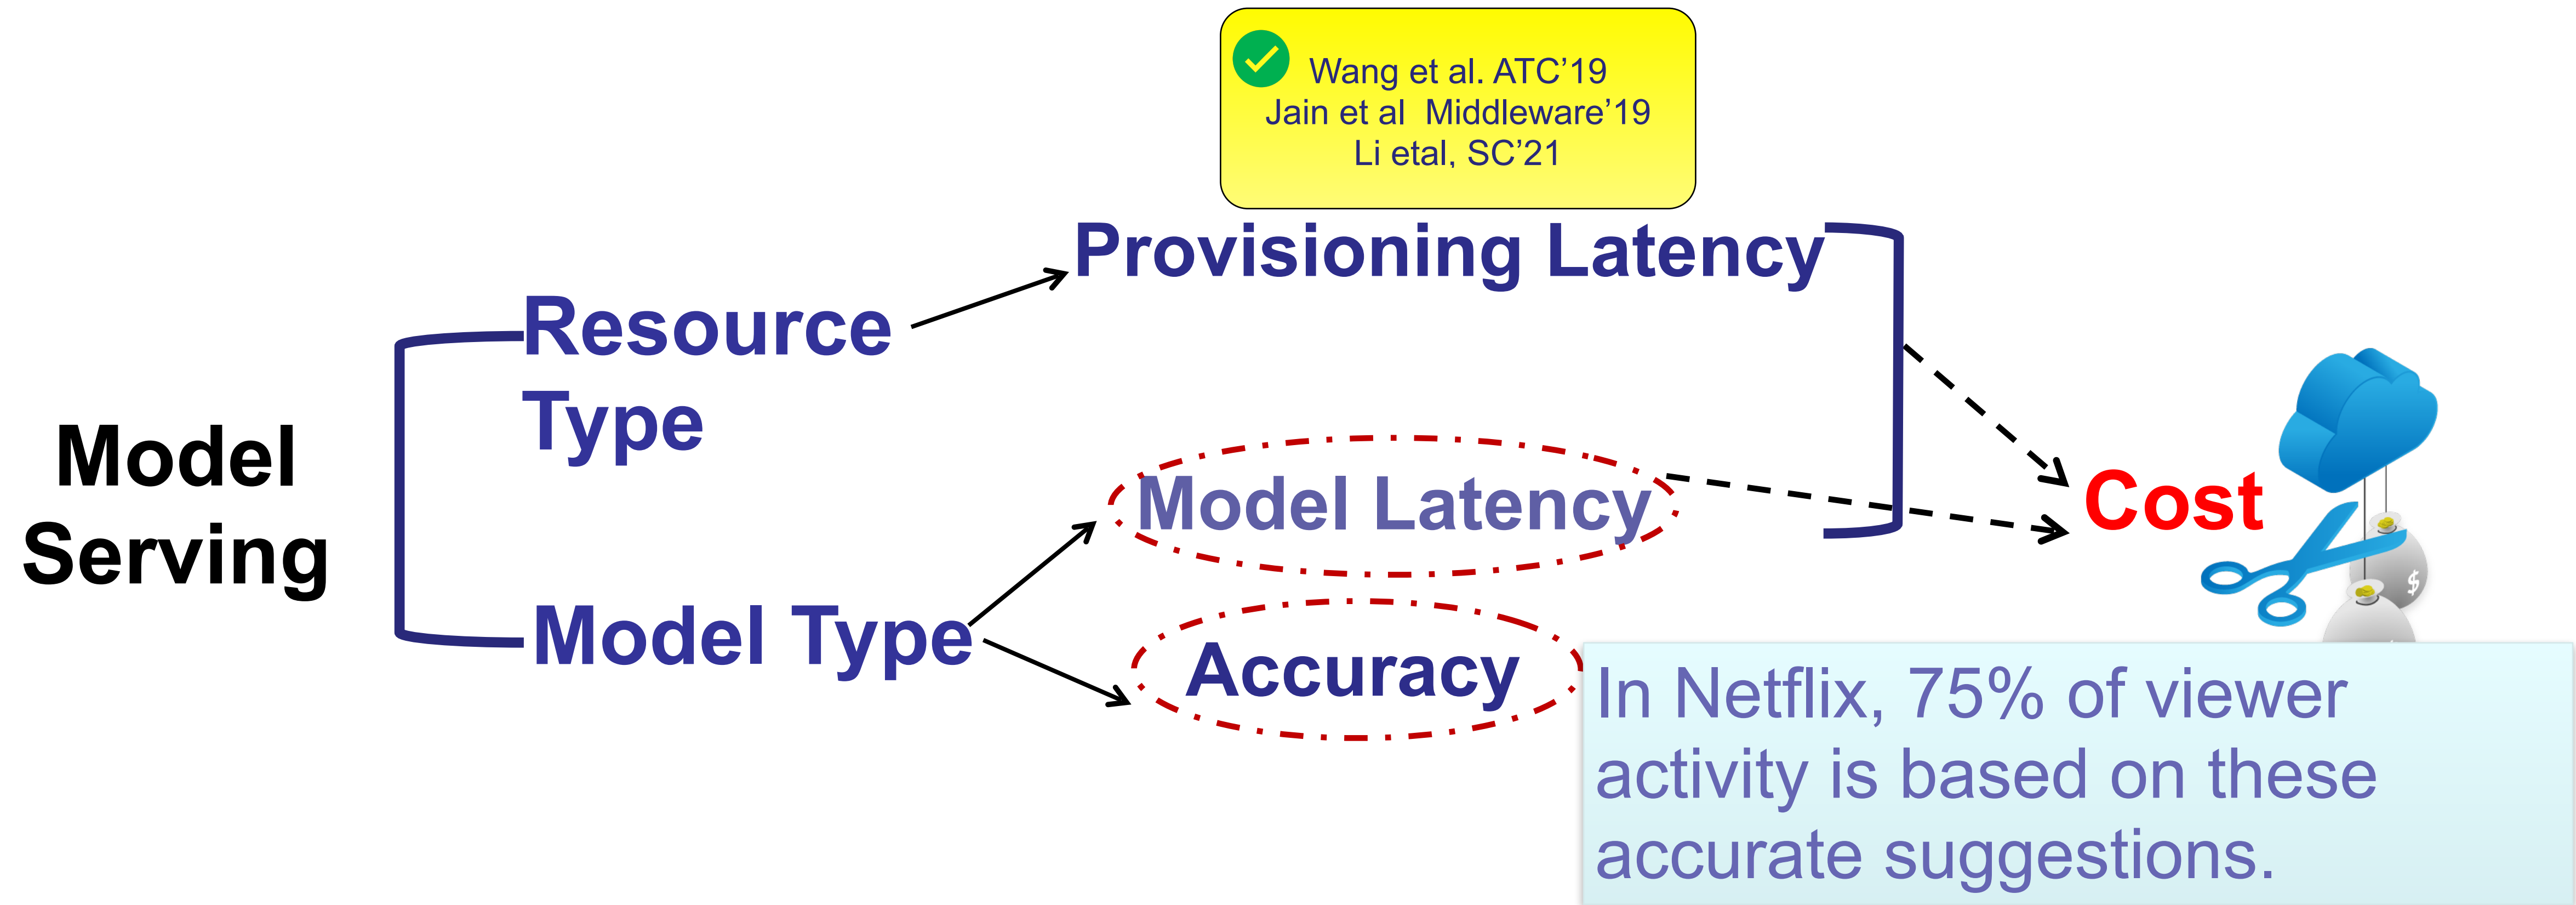 Wang et al. ATC’19
Jain et al  Middleware’19
Li etal, SC’21
Provisioning Latency
Resource
Type
Model
Serving
Model Latency
Cost
$
Model Type
Accuracy
In Netflix, 75% of viewer
activity is based on these
accurate suggestions.